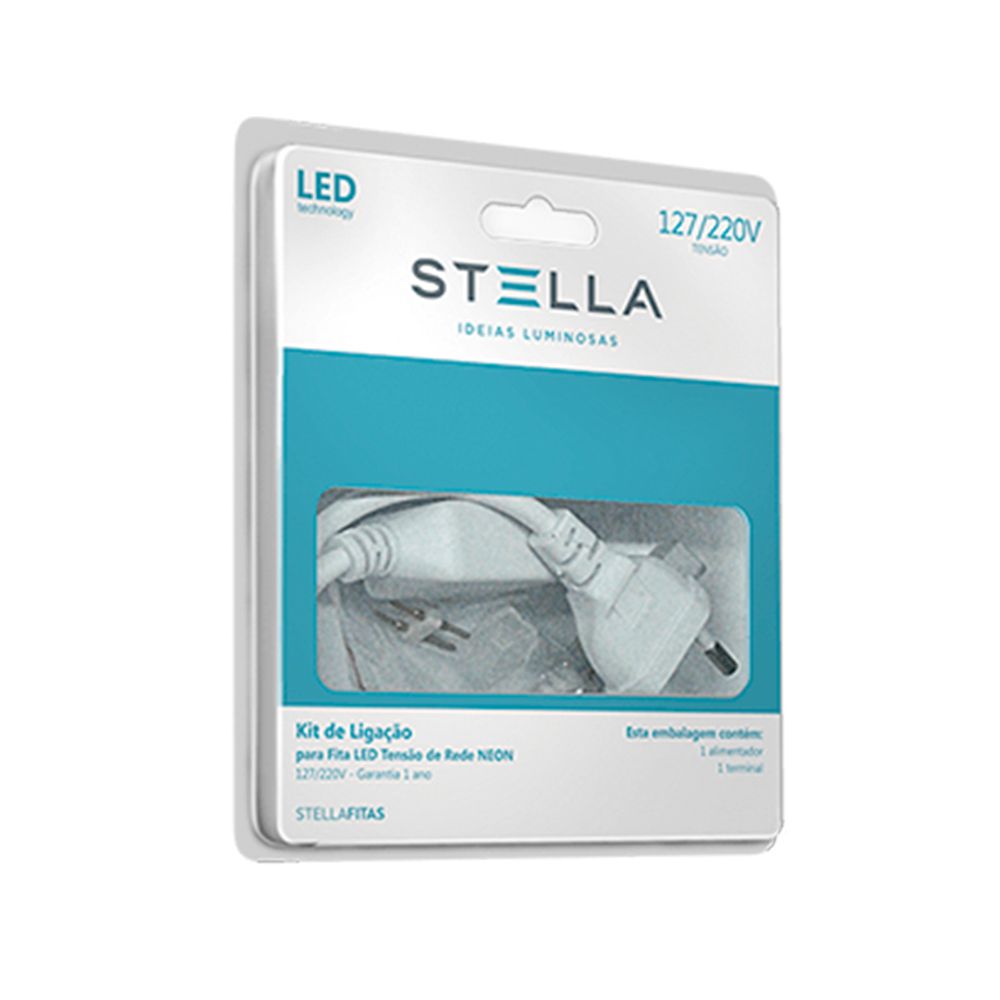 LED
technology
127/220V
TENSÃO
STELLA
IDEIAS LUMINOSAS
Kit de Ligação
para Fita LED Tensão de Rede NEON
127/220V - Garantia 1 ano
STELLAFITAS
Esta embalagem contém:
1 alimentador
1 terminal